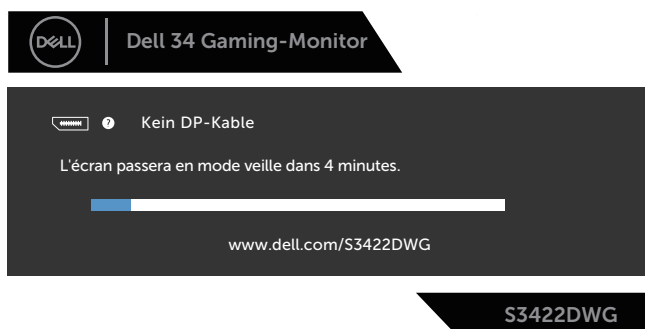 DELL
Dell 34 Gaming-Monitor
? Kein DP-Kable
L'écran passera en mode veille dans 4 minutes.
www.dell.com/S3422DWG
S3422DWG